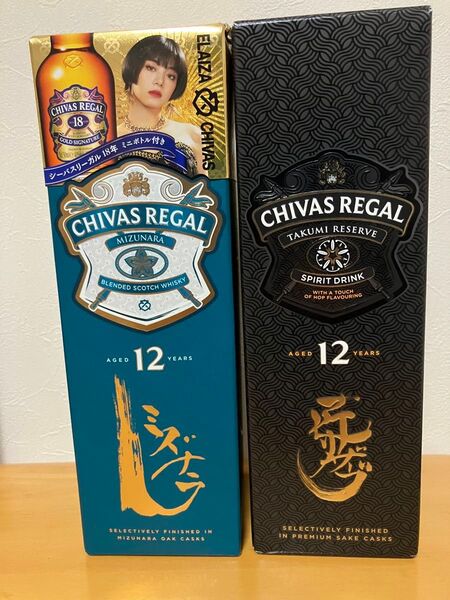 ELAIZA CHIVAS
CHIVAS REGAL
18
GOLD SIGNATURE
シーバスリーガル 18年 ミニボトル付き
CHIVAS REGAL
MIZUNARA
BLENDED SCOTCH WHISKY
AGED 12 YEARS
ミズナラ
SELECTIVELY FINISHED IN
MIZUNARA OAK CASKS
CHIVAS REGAL
TAKUMI RESERVE
SPIRIT DRINK
WITH A TOUCH
OF HOP FLAVOURING
AGED 12 YEARS
匠
SELECTIVELY FINISHED
IN PREMIUM SAKE CASKS